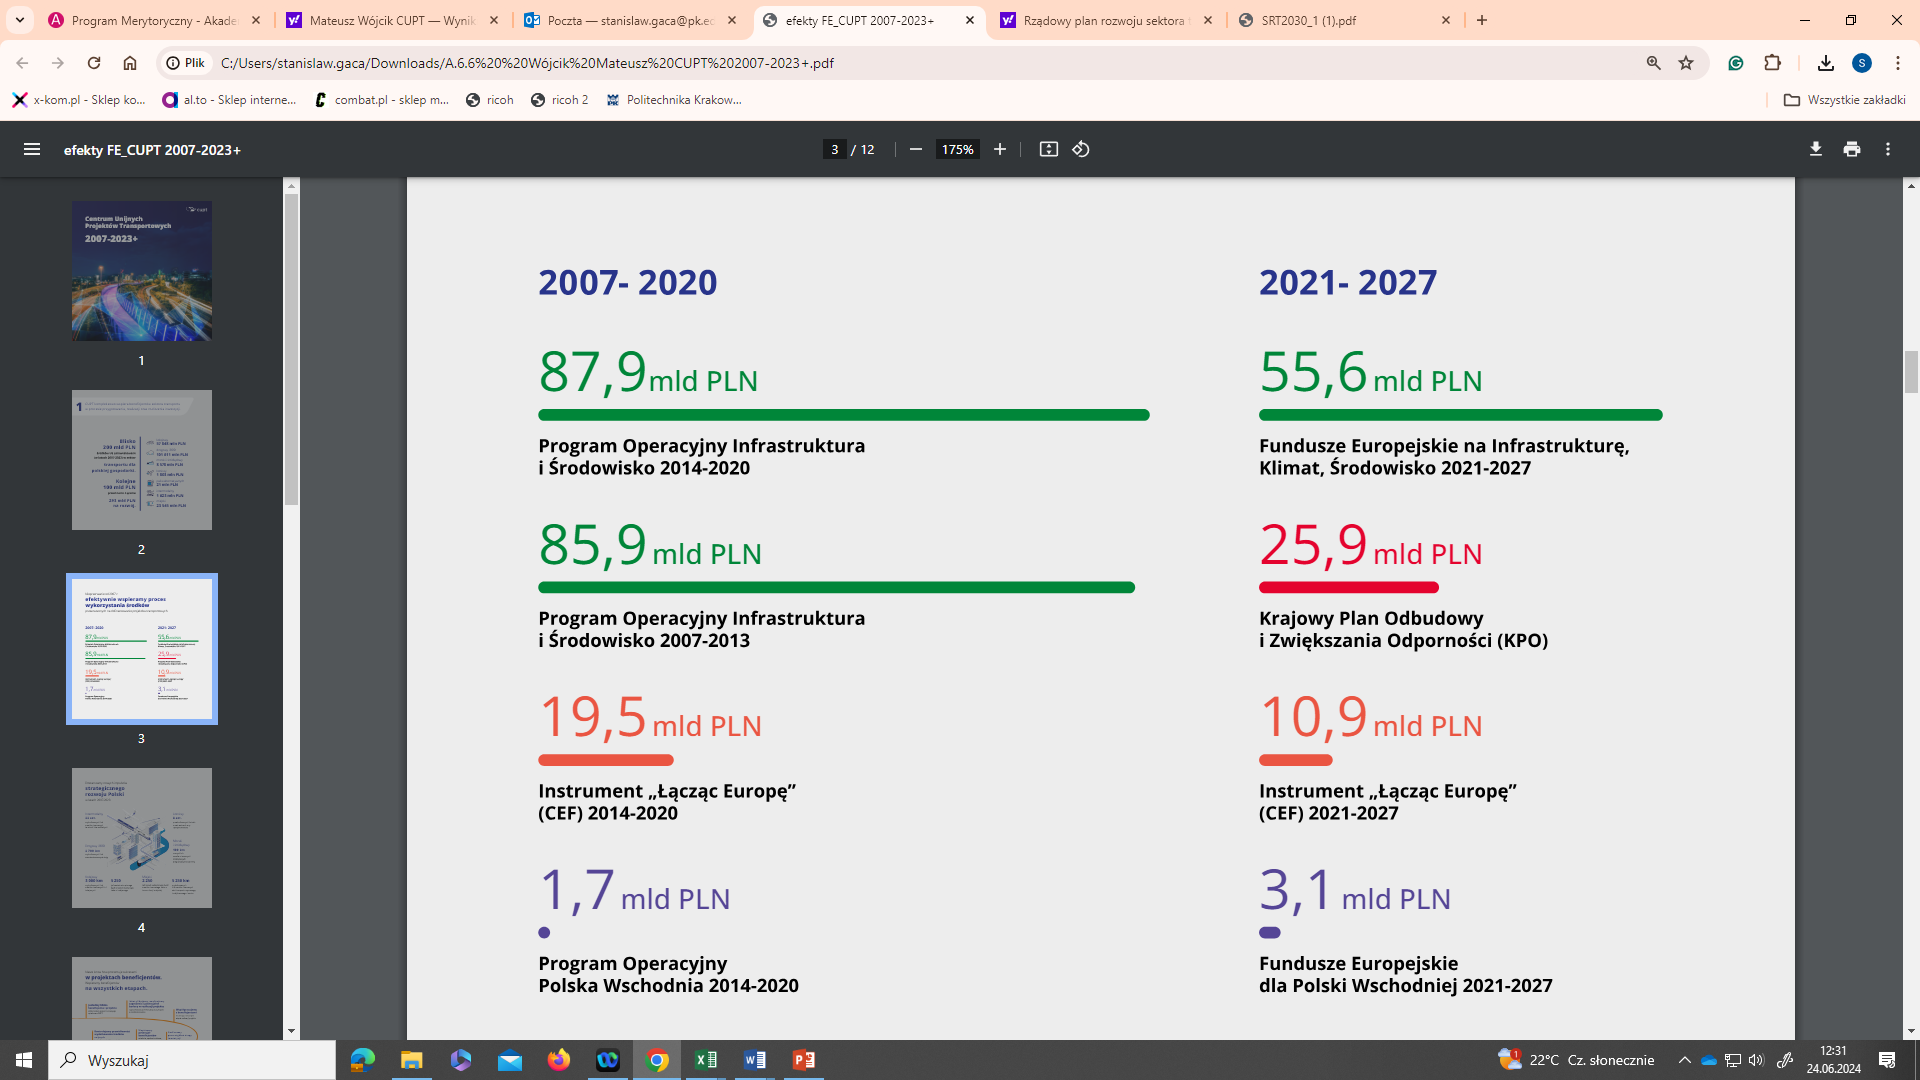 Program Merytoryczny - Akade
Mateusz Wójcik CUPT — Wynik
Poczta — stanislaw.gaca@pk.ed
efekty FE_CUPT 2007-2023+
Rządowy plan rozwoju sektora
SRT2030_1 (1).pdf
Plik
C:/Users/stanislaw.gaca/Downloads/A.6.6%20%20Wójcik%20Mateusz%20CUPT%202007-2023+.pdf
S
x-kom.pl - Sklep ko...
al.to - Sklep interne...
combat.pl - sklep m...
ricoh
ricoh 2
Politechnika Krakow...
Wszystkie zakładki
efekty FE_CUPT 2007-2023+
3 / 12
175%
Centrum Unijnych
Projektów Transportowych
2007-2023+
1
2
3
4
2007- 2020
87,9 mld PLN
Program Operacyjny Infrastruktura
i Środowisko 2014-2020
85,9 mld PLN
Program Operacyjny Infrastruktura
i Środowisko 2007-2013
19,5 mld PLN
Instrument „Łącząc Europę”
(CEF) 2014-2020
1,7 mld PLN
Program Operacyjny
Polska Wschodnia 2014-2020
2021- 2027
55,6 mld PLN
Fundusze Europejskie na Infrastrukturę,
Klimat, Środowisko 2021-2027
25,9 mld PLN
Krajowy Plan Odbudowy
i Zwiększania Odporności (KPO)
10,9 mld PLN
Instrument „Łącząc Europę”
(CEF) 2021-2027
3,1 mld PLN
Fundusze Europejskie
dla Polski Wschodniej 2021-2027
Wyszukaj
1
22°C Cz. słonecznie
12:31
24.06.2024